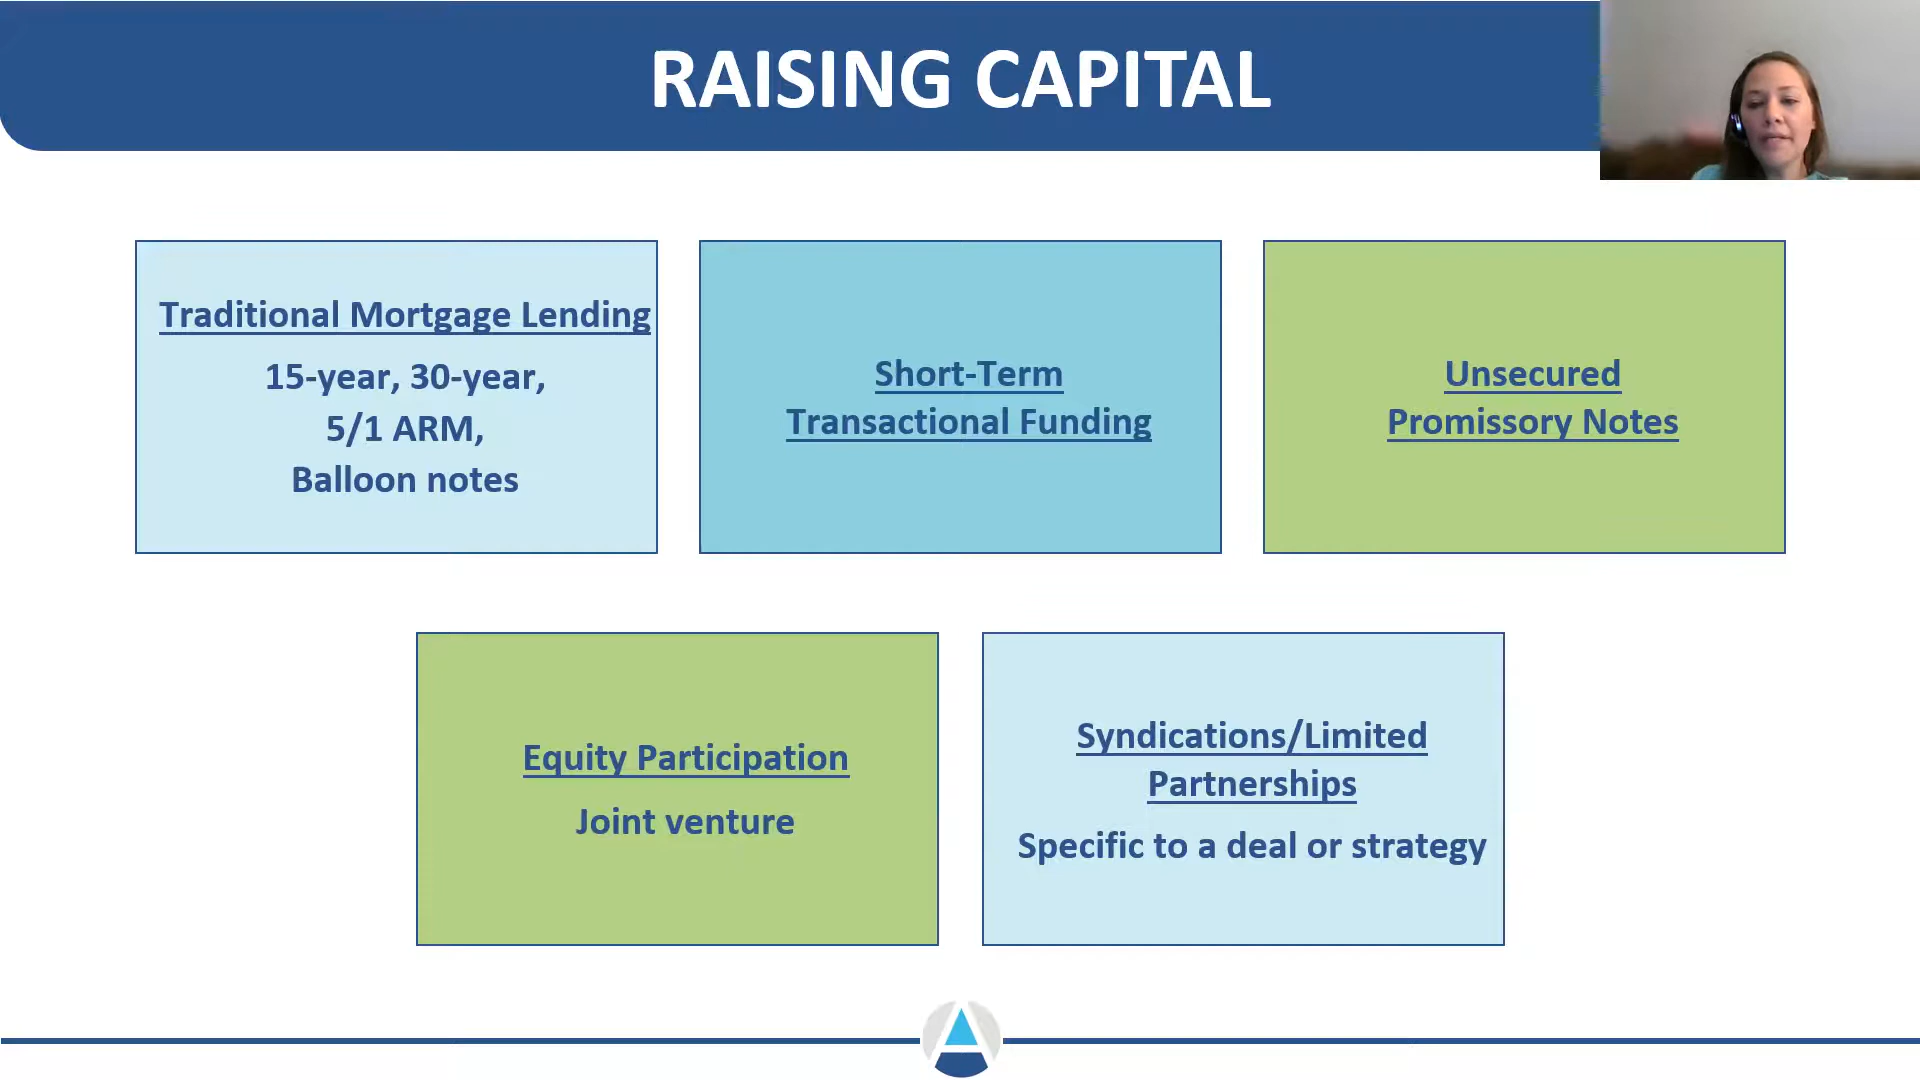 RAISING CAPITAL
Traditional Mortgage Lending
15-year, 30-year,
5/1 ARM,
Balloon notes
Short-Term
Transactional Funding
Unsecured
Promissory Notes
Equity Participation
Joint venture
Syndications/Limited
Partnerships
Specific to a deal or strategy